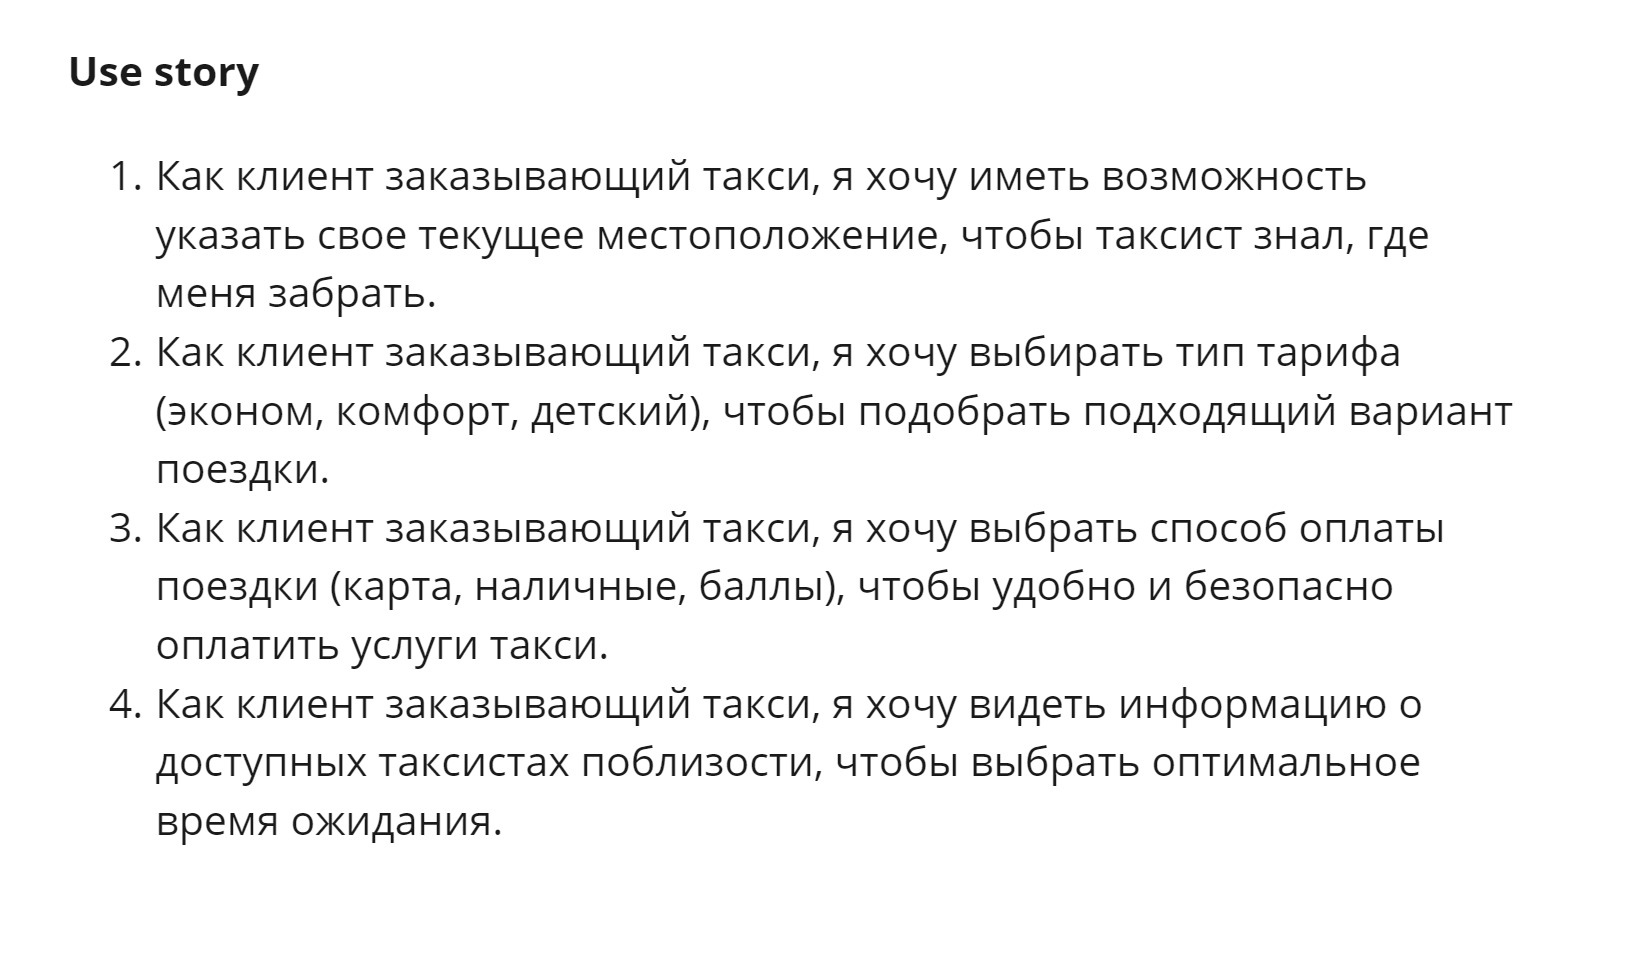 Use story
1. Как клиент заказывающий такси, я хочу иметь возможность
указать свое текущее местоположение, чтобы таксист знал, где
меня забрать.
2. Как клиент заказывающий такси, я хочу выбирать тип тарифа
(эконом, комфорт, детский), чтобы подобрать подходящий вариант
поездки.
3. Как клиент заказывающий такси, я хочу выбрать способ оплаты
поездки (карта, наличные, баллы), чтобы удобно и безопасно
оплатить услуги такси.
4. Как клиент заказывающий такси, я хочу видеть информацию о
доступных таксистах поблизости, чтобы выбрать оптимальное
время ожидания.